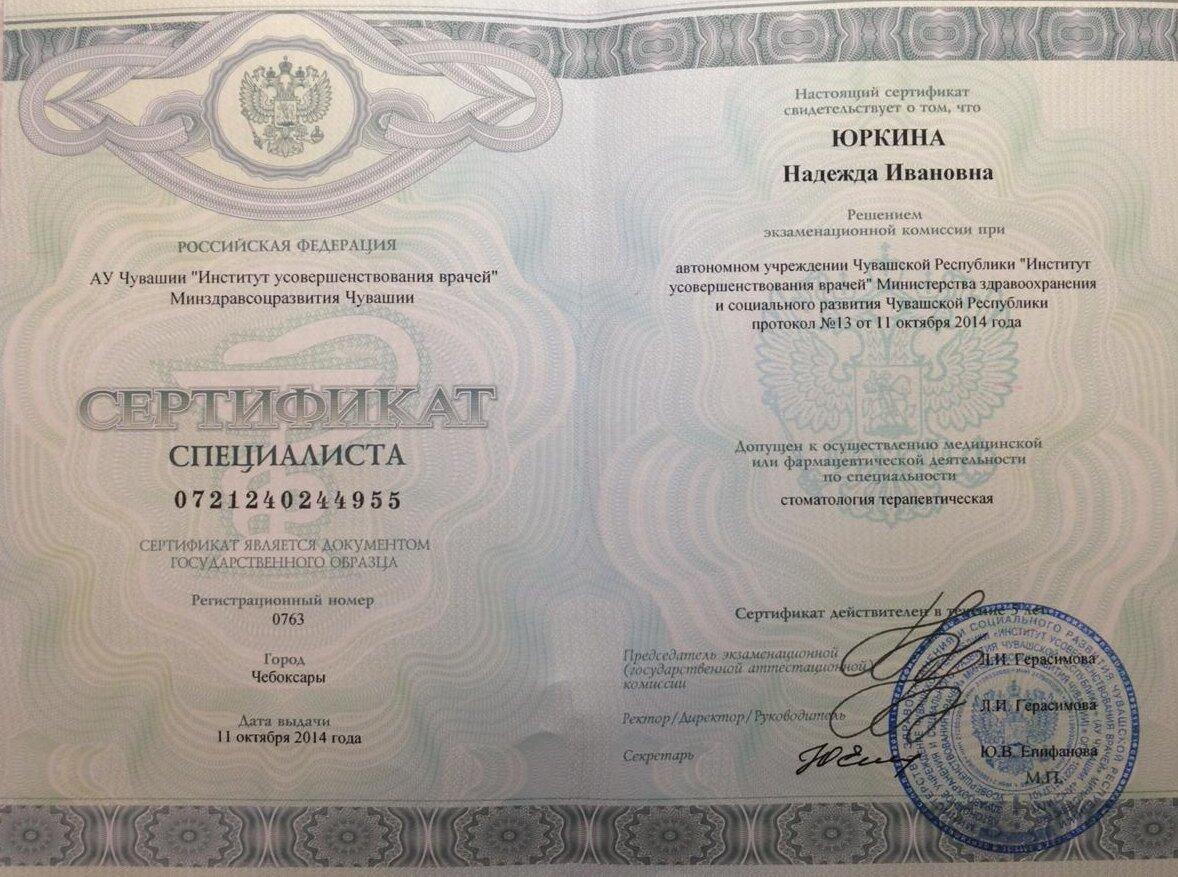 РОССИЙСКАЯ ФЕДЕРАЦИЯ
АУ Чувашии "Институт усовершенствования врачей"
Минздравсоцразвития Чувашии
СЕРТИФИКАТ
СПЕЦИАЛИСТА
0721240244955
СЕРТИФИКАТ ЯВЛЯЕТСЯ ДОКУМЕНТОМ
ГОСУДАРСТВЕННОГО ОБРАЗЦА
Регистрационный номер
0763
Город
Чебоксары
Дата выдачи
11 октября 2014 года
Настоящий сертификат
свидетельствует о том, что
ЮРКИНА
Надежда Ивановна
Решением
экзаменационной комиссии при
автономном учреждении Чувашской Республики "Институт
усовершенствования врачей" Министерства здравоохранения
и социального развития Чувашской Республики
протокол №13 от 11 октября 2014 года
Допущен к осуществлению медицинской
или фармацевтической деятельности
по специальности
стоматология терапевтическая
Сертификат действителен в течение 5 лет
Председатель экзаменационной
(государственной аттестационной)
комиссии
Л.И. Герасимова
Ректор/Директор/Руководитель
Л.И. Герасимова
Секретарь
Ю.В. Епифанова
М.П.